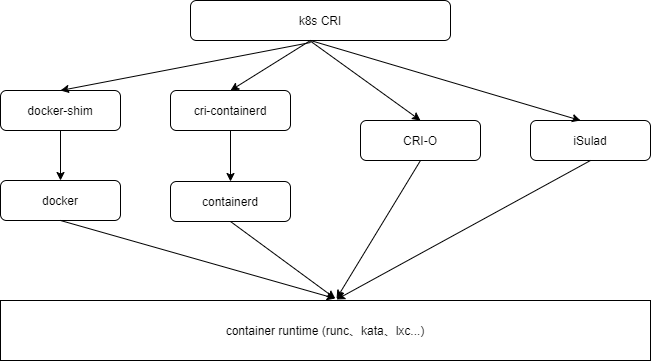 k8s CRI
docker-shim
cri-containerd
CRI-O
iSulad
docker
containerd
container runtime (runc、kata、lxc...)